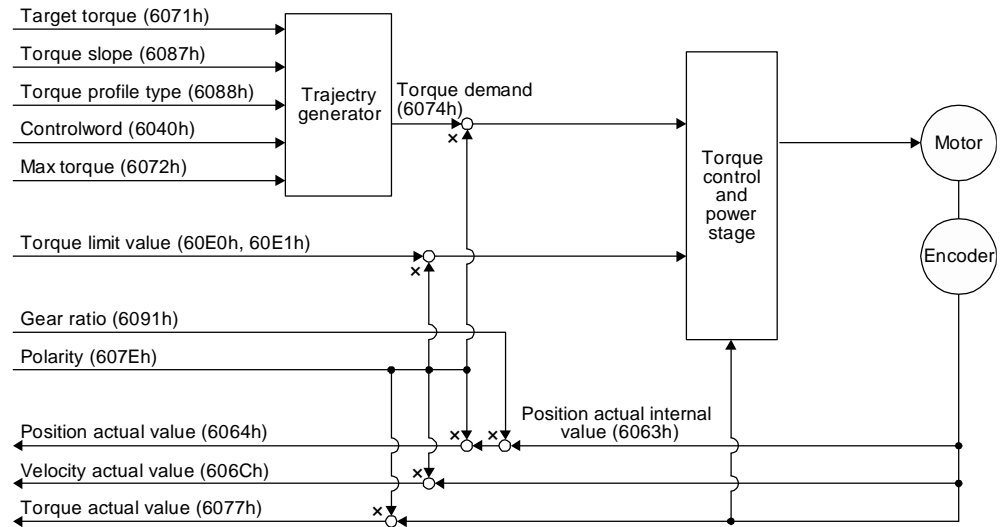 Target torque (6071h)
Torque slope (6087h)
Torque profile type (6088h)
Controlword (6040h)
Max torque (6072h)
Trajectry
generator
Torque demand
(6074h)
×
Torque
control
and
power
stage
Motor
Encoder
Torque limit value (60E0h, 60E1h)
×
Gear ratio (6091h)
Polarity (607Eh)
Position actual internal
value (6063h)
Position actual value (6064h)
×
×
Velocity actual value (606Ch)
×
Torque actual value (6077h)
×